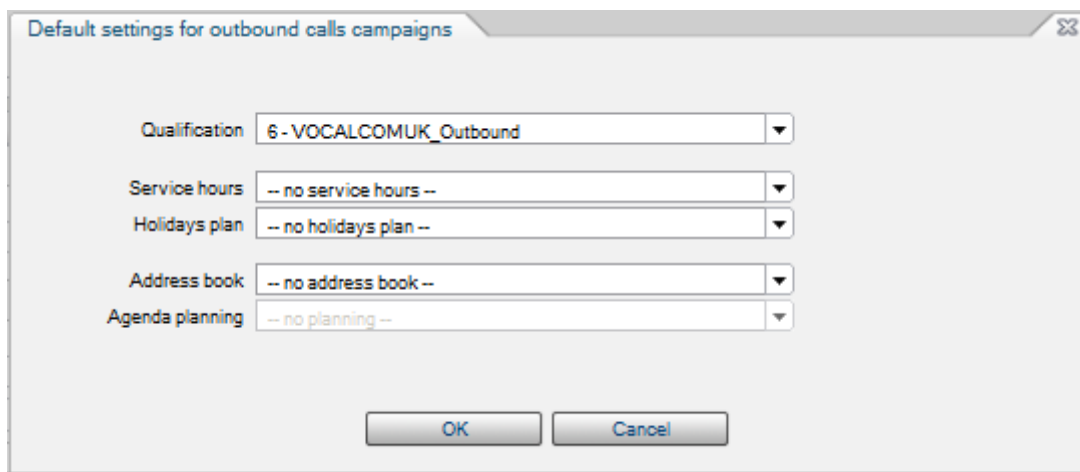 Default settings for outbound calls campaigns
Qualification 6 - VOCALCOMUK_Outbound
Service hours -- no service hours --
Holidays plan -- no holidays plan --
Address book -- no address book --
Agenda planning -- no planning --
OK Cancel